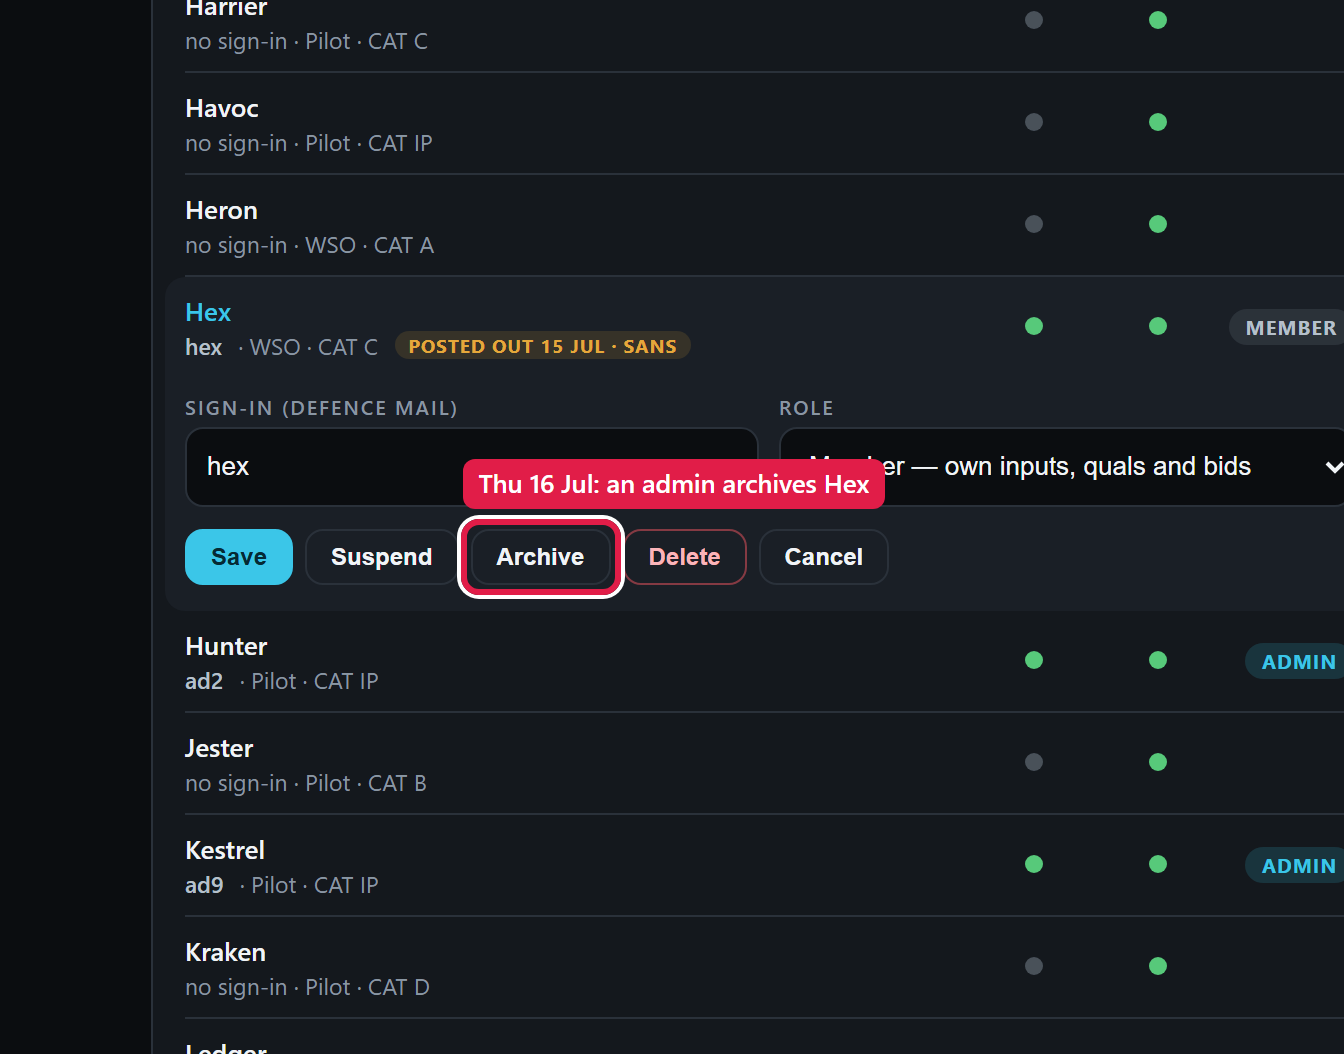 Harrier
no sign-in · Pilot · CAT C
Havoc
no sign-in · Pilot · CAT IP
Heron
no sign-in · WSO · CAT A
Hex
MEMBER
hex · WSO · CAT C POSTED OUT 15 JUL · SANS
SIGN-IN (DEFENCE MAIL)
ROLE
hex
— own inputs, quals and bids
Thu 16 Jul: an admin archives Hex
Save Suspend Archive Delete Cancel
Hunter
ADMIN
ad2 · Pilot · CAT IP
Jester
no sign-in · Pilot · CAT B
Kestrel
ADMIN
ad9 · Pilot · CAT IP
Kraken
no sign-in · Pilot · CAT D